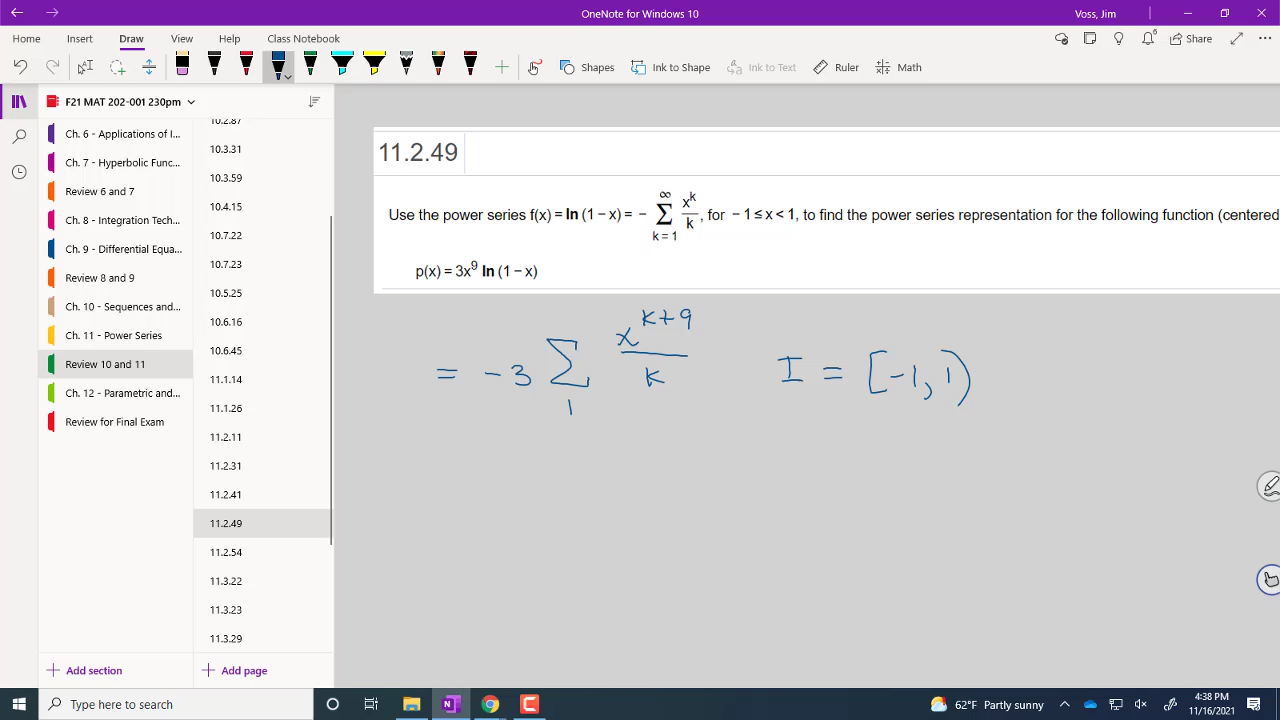 OneNote for Windows 10
Voss, Jim
Home Insert Draw View Help Class Notebook
6 Share
Shapes Ink to Shape Ink to Text Ruler Math
F21 MAT 202-001 230pm
Ch. 6 - Applications of I...
Ch. 7 - Hyperbolic Func...
Review 6 and 7
Ch. 8 - Integration Tech...
Ch. 9 - Differential Equa...
Review 8 and 9
Ch. 10 - Sequences and...
Ch. 11 - Power Series
Review 10 and 11
Ch. 12 - Parametric and...
Review for Final Exam
Add section
10.2.87
10.3.31
10.3.59
10.4.15
10.7.22
10.7.23
10.5.25
10.6.16
10.6.45
11.1.14
11.1.26
11.2.11
11.2.31
11.2.41
11.2.49
11.2.54
11.3.22
11.3.23
11.3.29
Add page
11.2.49
Use the power series f(x) = ln (1 − x) = − ∞ Σ k = 1 x^k / k, for − 1 ≤ x < 1, to find the power series representation for the following function (centered
p(x) = 3x^9 ln (1 − x)
= −3 Σ 1 x^(k+9) / k I = [−1, 1)
Type here to search
62°F Partly sunny
4:38 PM
11/16/2021